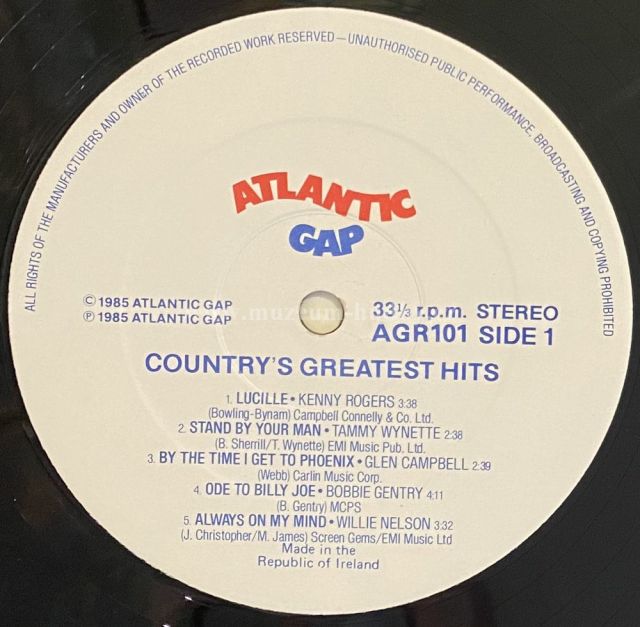 ALL RIGHTS OF THE MANUFACTURERS AND OWNER OF THE RECORDED WORK RESERVED—UNAUTHORISED PUBLIC PERFORMANCE, BROADCASTING AND COPYING PROHIBITED
ATLANTIC
GAP
© 1985 ATLANTIC GAP
℗ 1985 ATLANTIC GAP
33⅓ r.p.m. STEREO
AGR101 SIDE 1
COUNTRY'S GREATEST HITS
1. LUCILLE • KENNY ROGERS 3:38
(Bowling-Bynam) Campbell Connelly & Co. Ltd.
2. STAND BY YOUR MAN • TAMMY WYNETTE 2:38
(B. Sherrill/T. Wynette) EMI Music Pub. Ltd.
3. BY THE TIME I GET TO PHOENIX • GLEN CAMPBELL 2:39
(Webb) Carlin Music Corp.
4. ODE TO BILLY JOE • BOBBIE GENTRY 4:11
(B. Gentry) MCPS
5. ALWAYS ON MY MIND • WILLIE NELSON 3:32
(J. Christopher/M. James) Screen Gems/EMI Music Ltd
Made in the
Republic of Ireland